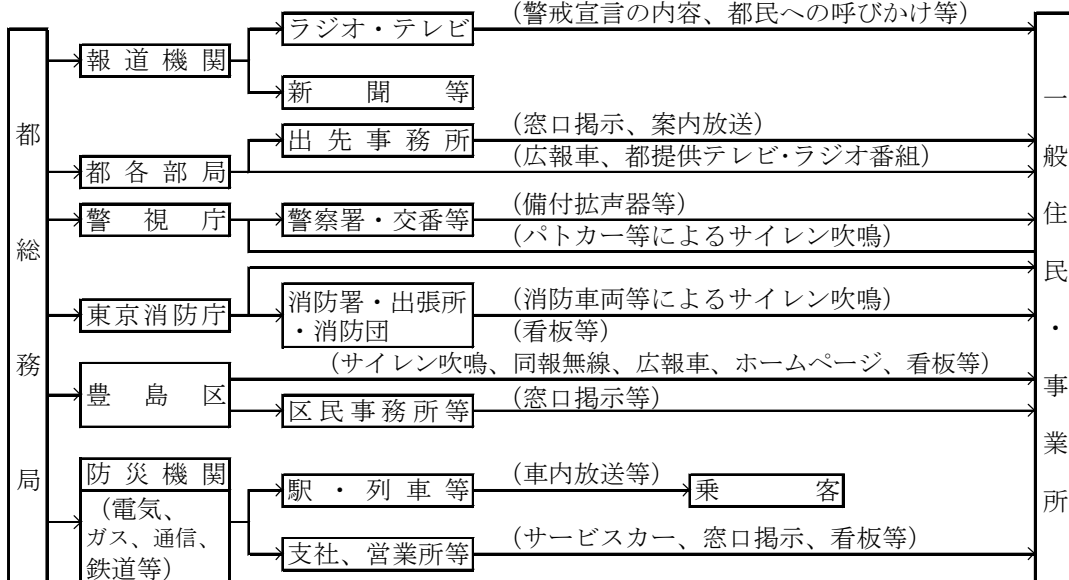 都総務局
報道機関
ラジオ・テレビ
（警戒宣言の内容、都民への呼びかけ等）
新聞等
都各部局
出先事務所
（窓口掲示、案内放送）
（広報車、都提供テレビ・ラジオ番組）
警視庁
警察署・交番等
（備付拡声器等）
（パトカー等によるサイレン吹鳴）
東京消防庁
消防署・出張所
・消防団
（消防車両等によるサイレン吹鳴）
（看板等）
豊島区
（サイレン吹鳴、同報無線、広報車、ホームページ、看板等）
区民事務所等
（窓口掲示等）
防災機関
（電気、
ガス、通信、
鉄道等）
駅・列車等
（車内放送等）
乗客
支社、営業所等
（サービスカー、窓口掲示、看板等）
一般住民・事業所